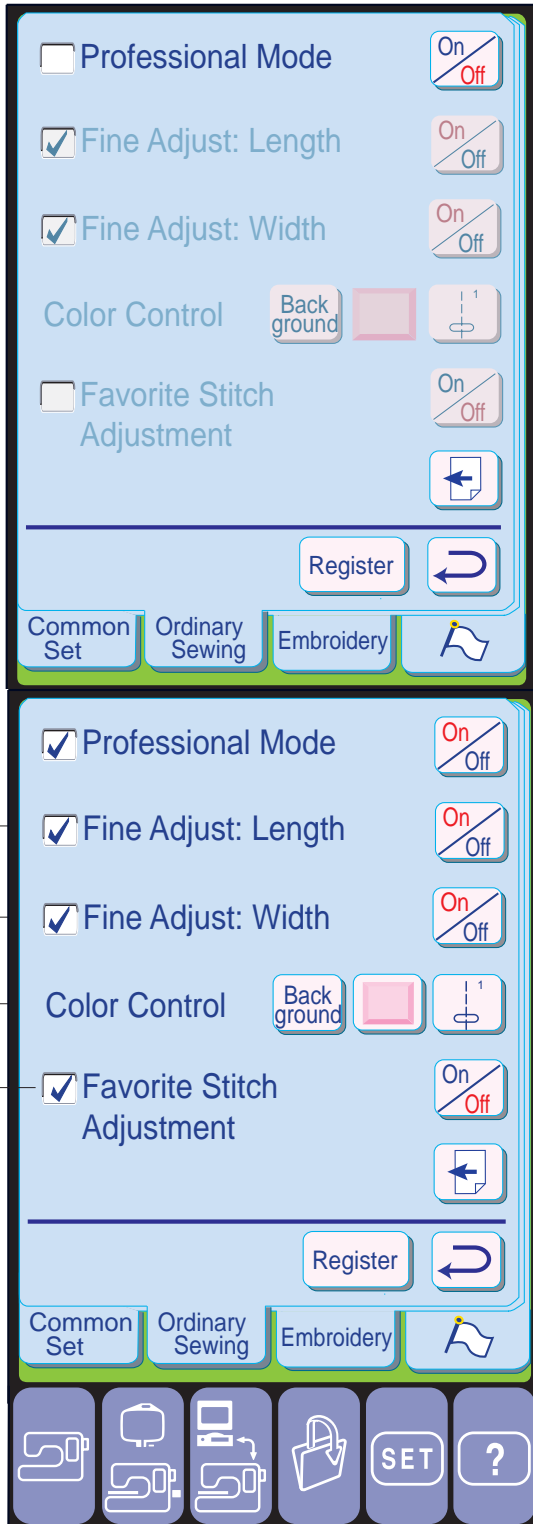 Professional Mode
On
Off
Fine Adjust: Length
On
Off
Fine Adjust: Width
On
Off
Color Control
Back
ground
1
Favorite Stitch
Adjustment
On
Off
Register
Common
Set
Ordinary
Sewing
Embroidery
Professional Mode
On
Off
Fine Adjust: Length
On
Off
Fine Adjust: Width
On
Off
Color Control
Back
ground
1
Favorite Stitch
Adjustment
On
Off
Register
Common
Set
Ordinary
Sewing
Embroidery
SET
?